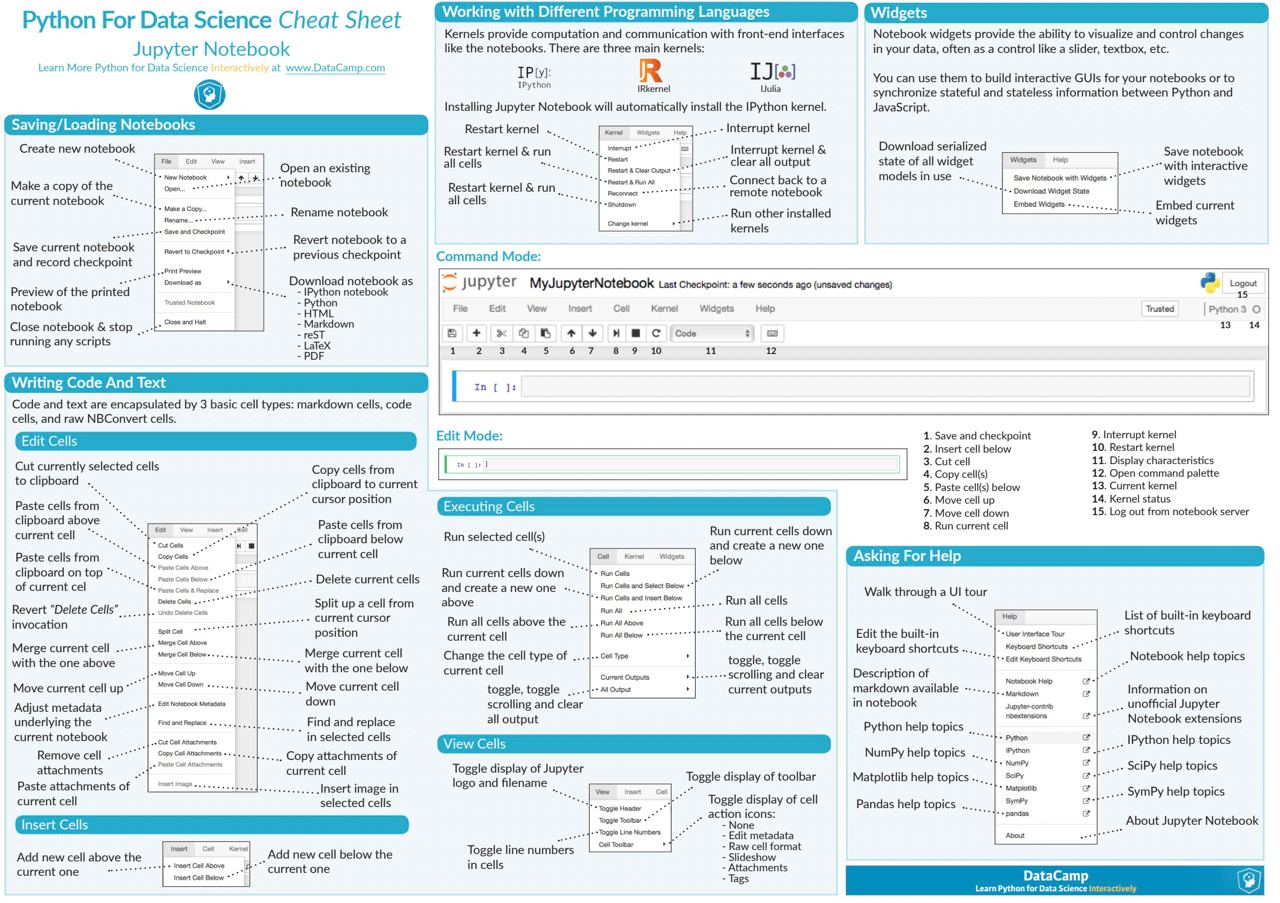 Python For Data Science Cheat Sheet
Jupyter Notebook
Learn More Python for Data Science Interactively at www.DataCamp.com
Saving/Loading Notebooks
Create new notebook
Make a copy of the
current notebook
Save current notebook
and record checkpoint
Preview of the printed
notebook
Close notebook & stop
running any scripts
File Edit View Insert
New Notebook
Open...
Make a Copy...
Rename...
Save and Checkpoint
Revert to Checkpoint
Print Preview
Download as
Trusted Notebook
Close and Halt
Open an existing
notebook
Rename notebook
Revert notebook to a
previous checkpoint
Download notebook as
- IPython notebook
- Python
- HTML
- Markdown
- reST
- LaTeX
- PDF
Writing Code And Text
Code and text are encapsulated by 3 basic cell types: markdown cells, code
cells, and raw NBConvert cells.
Edit Cells
Cut currently selected cells
to clipboard
Paste cells from
clipboard above
current cell
Paste cells from
clipboard on top
of current cel
Revert “Delete Cells”
invocation
Merge current cell
with the one above
Move current cell up
Adjust metadata
underlying the
current notebook
Remove cell
attachments
Paste attachments of
current cell
Edit View Insert Cell
Cut Cells
Copy Cells
Paste Cells Above
Paste Cells Below
Paste Cells & Replace
Delete Cells
Undo Delete Cells
Split Cell
Merge Cell Above
Merge Cell Below
Move Cell Up
Move Cell Down
Edit Notebook Metadata
Find and Replace
Cut Cell Attachments
Copy Cell Attachments
Paste Cell Attachments
Insert Image
Copy cells from
clipboard to current
cursor position
Paste cells from
clipboard below
current cell
Delete current cells
Split up a cell from
current cursor
position
Merge current cell
with the one below
Move current cell
down
Find and replace
in selected cells
Copy attachments of
current cell
Insert image in
selected cells
Insert Cells
Add new cell above the
current one
Insert Cell Kernel
Insert Cell Above
Insert Cell Below
Add new cell below the
current one
Working with Different Programming Languages
Kernels provide computation and communication with front-end interfaces
like the notebooks. There are three main kernels:
IP[y]:
IPython
R
IRkernel
IJ
IJulia
Installing Jupyter Notebook will automatically install the IPython kernel.
Restart kernel
Restart kernel & run
all cells
Restart kernel & run
all cells
Kernel Widgets Help
Interrupt
Restart
Restart & Clear Output
Restart & Run All
Reconnect
Shutdown
Change kernel
Interrupt kernel
Interrupt kernel &
clear all output
Connect back to a
remote notebook
Run other installed
kernels
Widgets
Notebook widgets provide the ability to visualize and control changes
in your data, often as a control like a slider, textbox, etc.
You can use them to build interactive GUIs for your notebooks or to
synchronize stateful and stateless information between Python and
JavaScript.
Download serialized
state of all widget
models in use
Widgets Help
Save Notebook with Widgets
Download Widget State
Embed Widgets
Save notebook
with interactive
widgets
Embed current
widgets
Command Mode:
jupyter MyJupyterNotebook Last Checkpoint: a few seconds ago (unsaved changes)
Logout
15
File Edit View Insert Cell Kernel Widgets Help
Trusted Python 3
13 14
Code
1 2 3 4 5 6 7 8 9 10 11 12
In [ ]:
Edit Mode:
In [ ]:
1. Save and checkpoint
2. Insert cell below
3. Cut cell
4. Copy cell(s)
5. Paste cell(s) below
6. Move cell up
7. Move cell down
8. Run current cell
9. Interrupt kernel
10. Restart kernel
11. Display characteristics
12. Open command palette
13. Current kernel
14. Kernel status
15. Log out from notebook server
Executing Cells
Run selected cell(s)
Run current cells down
and create a new one
above
Run all cells above the
current cell
Change the cell type of
current cell
toggle, toggle
scrolling and clear
all output
Cell Kernel Widgets
Run Cells
Run Cells and Select Below
Run Cells and Insert Below
Run All
Run All Above
Run All Below
Cell Type
Current Outputs
All Output
Run current cells down
and create a new one
below
Run all cells
Run all cells below
the current cell
toggle, toggle
scrolling and clear
current outputs
View Cells
Toggle display of Jupyter
logo and filename
Toggle line numbers
in cells
View Insert Cell
Toggle Header
Toggle Toolbar
Toggle Line Numbers
Cell Toolbar
Toggle display of toolbar
Toggle display of cell
action icons:
- None
- Edit metadata
- Raw cell format
- Slideshow
- Attachments
- Tags
Asking For Help
Walk through a UI tour
Edit the built-in
keyboard shortcuts
Description of
markdown available
in notebook
Python help topics
NumPy help topics
Matplotlib help topics
Pandas help topics
Help
User Interface Tour
Keyboard Shortcuts
Edit Keyboard Shortcuts
Notebook Help
Markdown
Jupyter-contrib
nbextensions
Python
IPython
NumPy
SciPy
Matplotlib
SymPy
pandas
About
List of built-in keyboard
shortcuts
Notebook help topics
Information on
unofficial Jupyter
Notebook extensions
IPython help topics
SciPy help topics
SymPy help topics
About Jupyter Notebook
DataCamp
Learn Python for Data Science Interactively